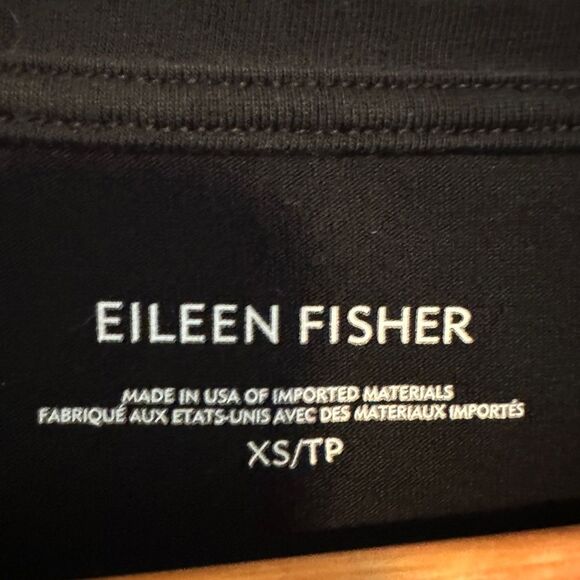 EILEEN FISHER
MADE IN USA OF IMPORTED MATERIALS
FABRIQUÉ AUX ETATS-UNIS AVEC DES MATERIAUX IMPORTÉS
XS/TP